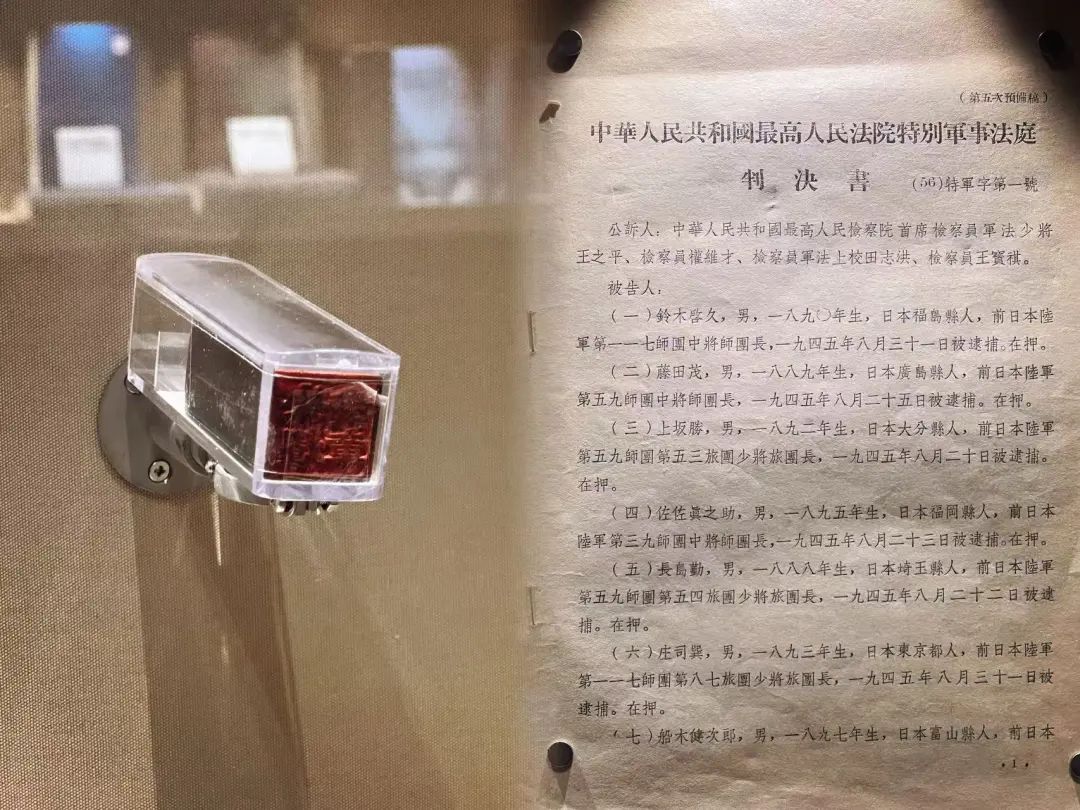 （第五次預備稿）
中華人民共和國最高人民法院特別軍事法庭
判決書
（56）特軍字第一號
公訴人：中華人民共和國最高人民檢察院首席檢察員軍法少將
王之平、檢察員權維才、檢察員軍法上校田志洪、檢察員王寶祺。
被告人：
（一）鈴木啓久，男，一八九〇年生，日本福島縣人，前日本陸
軍第一一七師團中將師團長，一九四五年八月三十一日被逮捕。在押。
（二）藤田茂，男，一八八九年生，日本廣島縣人，前日本陸軍
第五九師團中將師團長，一九四五年八月二十五日被逮捕。在押。
（三）上坂勝，男，一八九二年生，日本大分縣人，前日本陸軍
第五九師團第五三旅團少將旅團長，一九四五年八月二十日被逮捕。
在押。
（四）佐佐眞之助，男，一八九五年生，日本福岡縣人，前日本
陸軍第三九師團中將師團長，一九四五年八月二十三日被逮捕。在押。
（五）長島勤，男，一八八八年生，日本埼玉縣人，前日本陸軍
第五九師團第五四旅團少將旅團長，一九四五年八月二十二日被逮
捕。在押。
（六）庄司巽，男，一八九三年生，日本東京都人，前日本陸軍
第一一七師團第八七旅團少將旅團長，一九四五年八月三十一日被
逮捕。在押。
（七）船木健次郎，男，一八九七年生，日本富山縣人，前日本
·1·